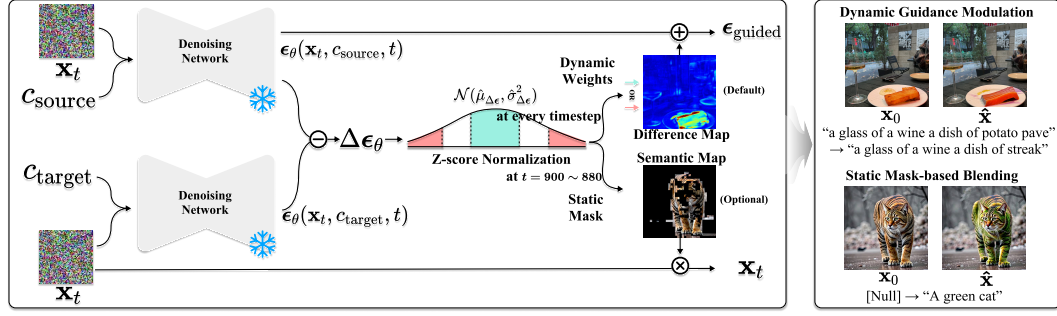 x_t
c_source
Denoising
Network
ϵ_θ(x_t, c_source, t)
ϵ_guided
Dynamic
Weights
OR
(Default)
Difference Map
Δϵ_θ
𝒩(μ̂_Δϵ, σ̂²_Δϵ)
at every timestep
Z-score Normalization
at t = 900 ~ 880
Semantic Map
Static
Mask
(Optional)
c_target
Denoising
Network
ϵ_θ(x_t, c_target, t)
x_t
x_t
Dynamic Guidance Modulation
x_0 x̂
“a glass of a wine a dish of potato pave”
→ “a glass of a wine a dish of streak”
Static Mask-based Blending
x_0 x̂
[Null] → “A green cat”